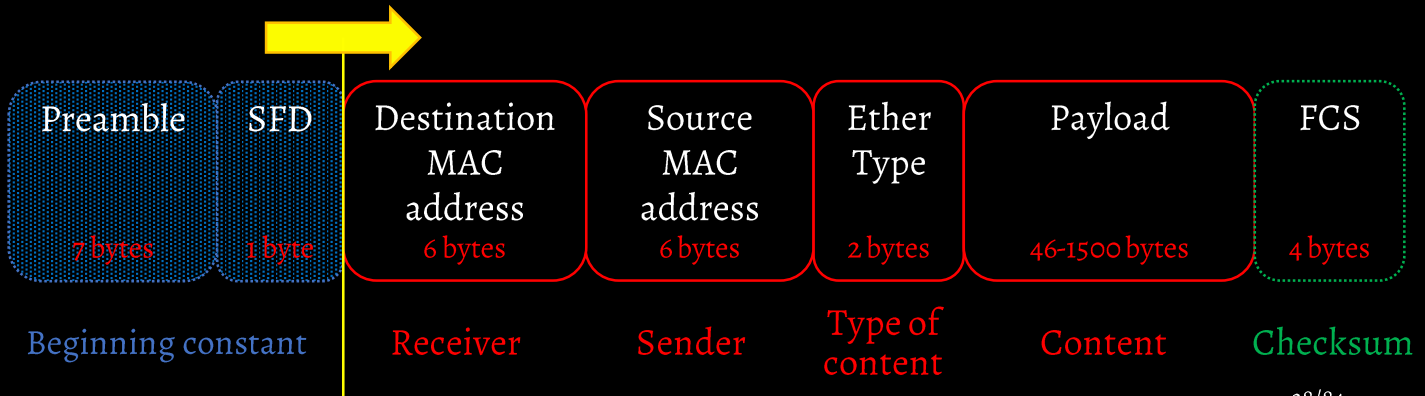 Preamble
7 bytes
SFD
1 byte
Destination
MAC
address
6 bytes
Source
MAC
address
6 bytes
Ether
Type
2 bytes
Payload
46-1500 bytes
FCS
4 bytes
Beginning constant
Receiver
Sender
Type of
content
Content
Checksum